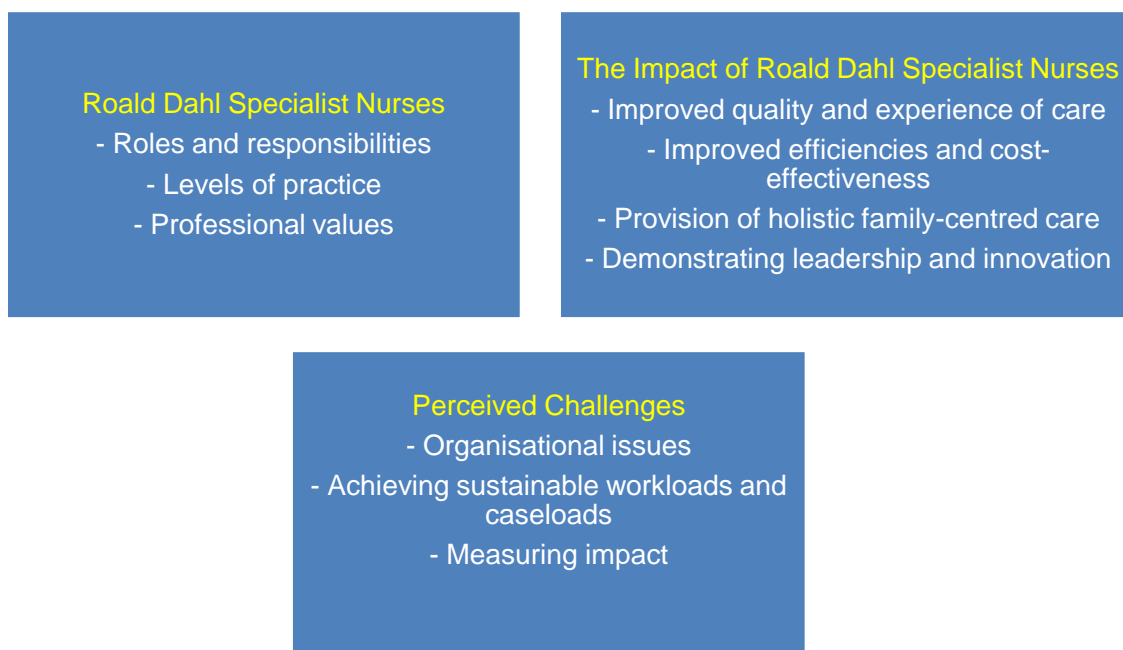 Roald Dahl Specialist Nurses
- Roles and responsibilities
- Levels of practice
- Professional values
The Impact of Roald Dahl Specialist Nurses
- Improved quality and experience of care
- Improved efficiencies and cost-
effectiveness
- Provision of holistic family-centred care
- Demonstrating leadership and innovation
Perceived Challenges
- Organisational issues
- Achieving sustainable workloads and
caseloads
- Measuring impact